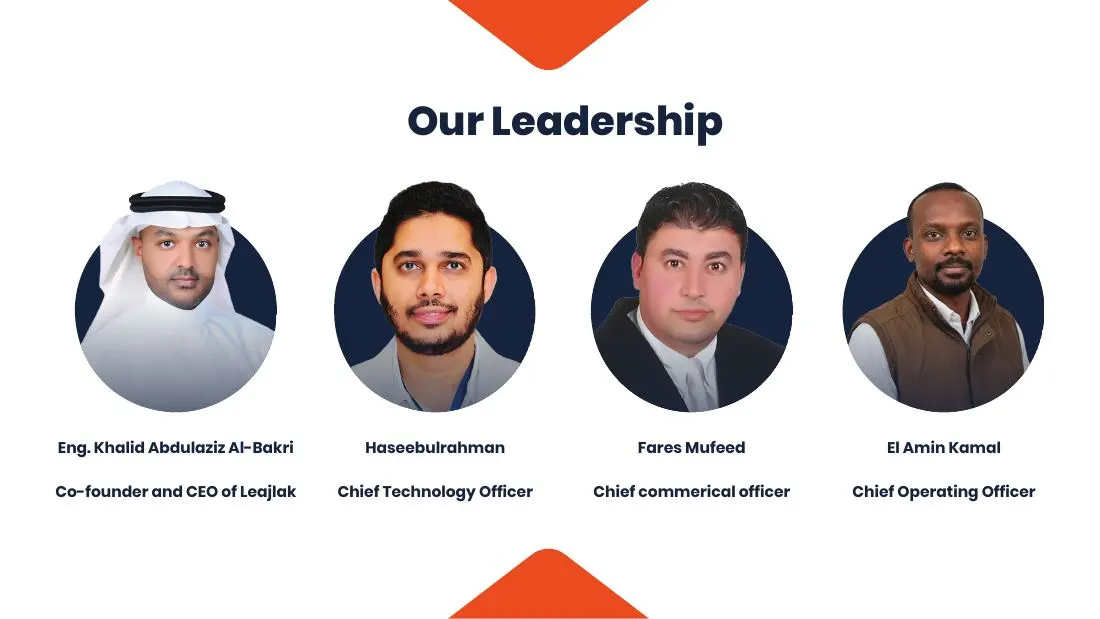 Our Leadership
Eng. Khalid Abdulaziz Al-Bakri
Co-founder and CEO of Leajlak
Haseebulrahman
Chief Technology Officer
Fares Mufeed
Chief commerical officer
El Amin Kamal
Chief Operating Officer